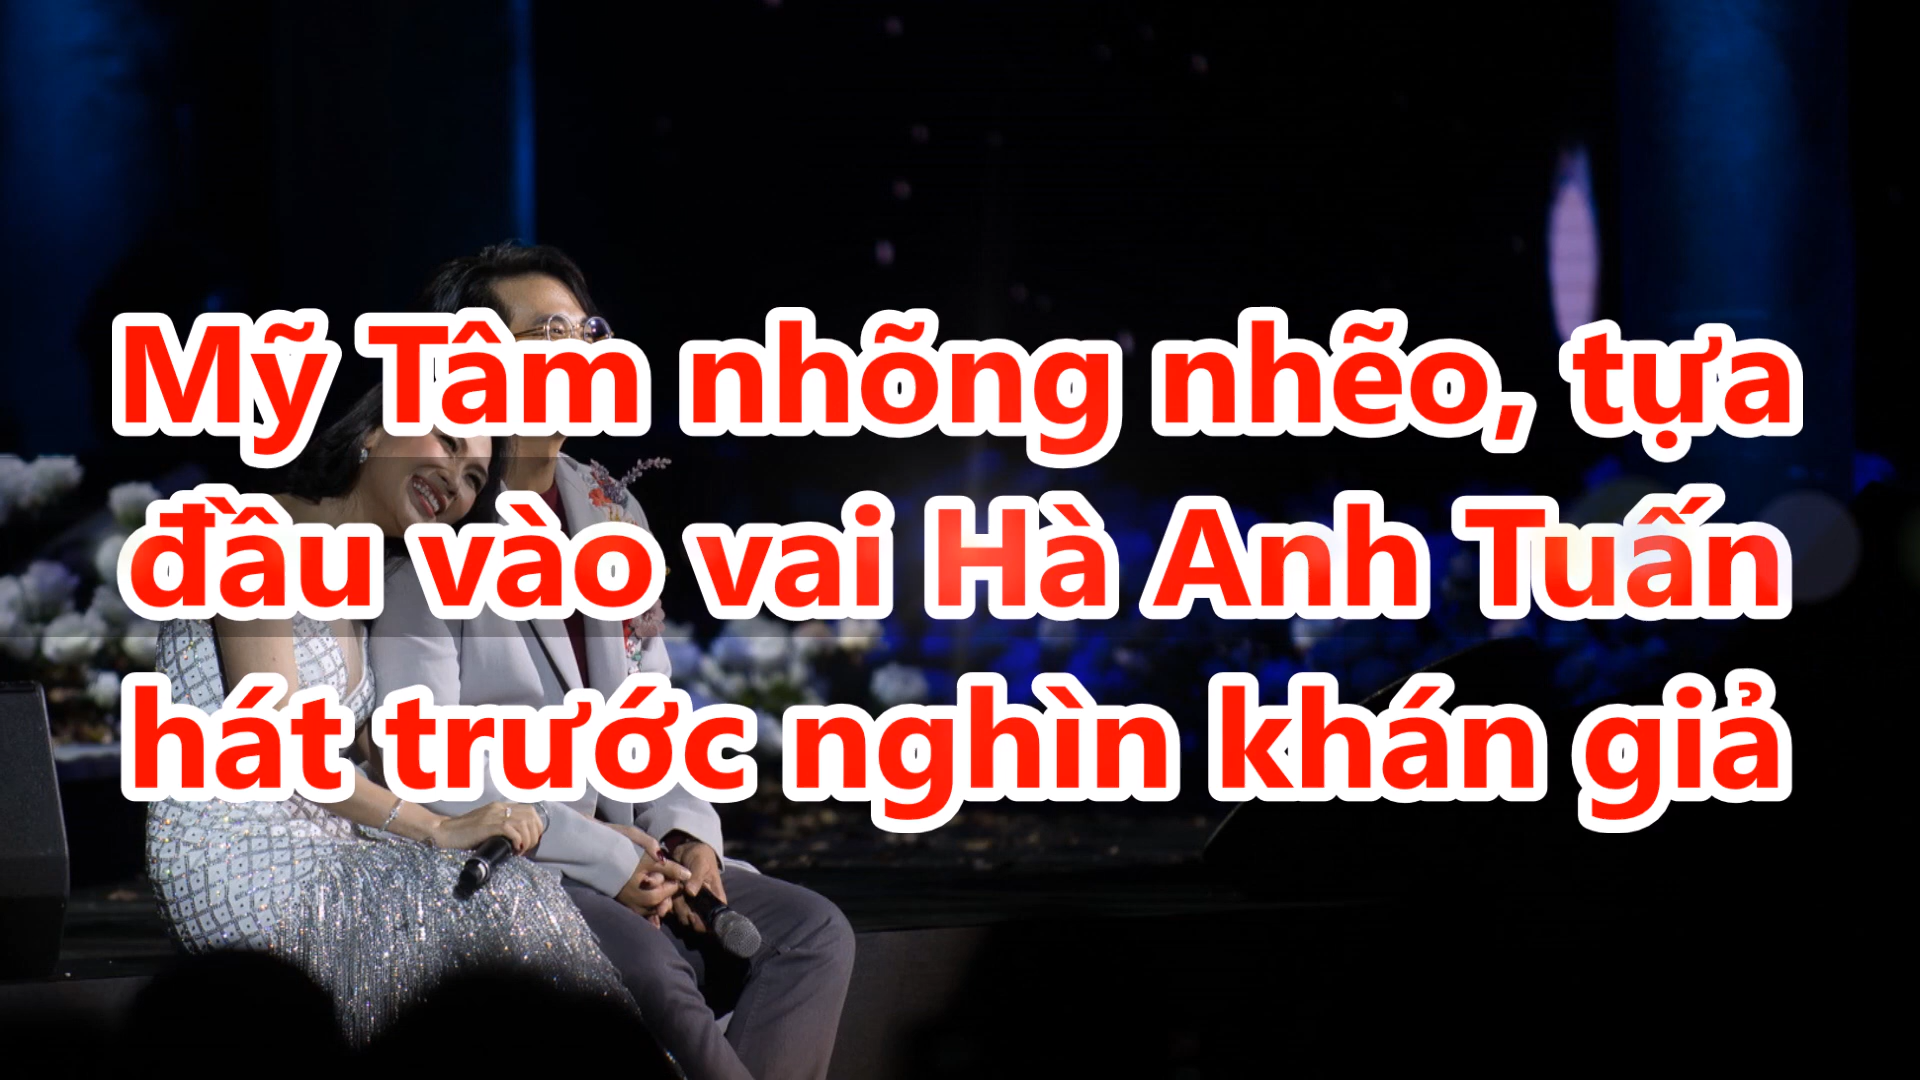 Mỹ Tâm nhõng nhẽo, tựa
đầu vào vai Hà Anh Tuấn
hát trước nghìn khán giả